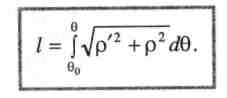 l = ∫_{θ₀}^{θ} √(ρ′² + ρ²) dθ.